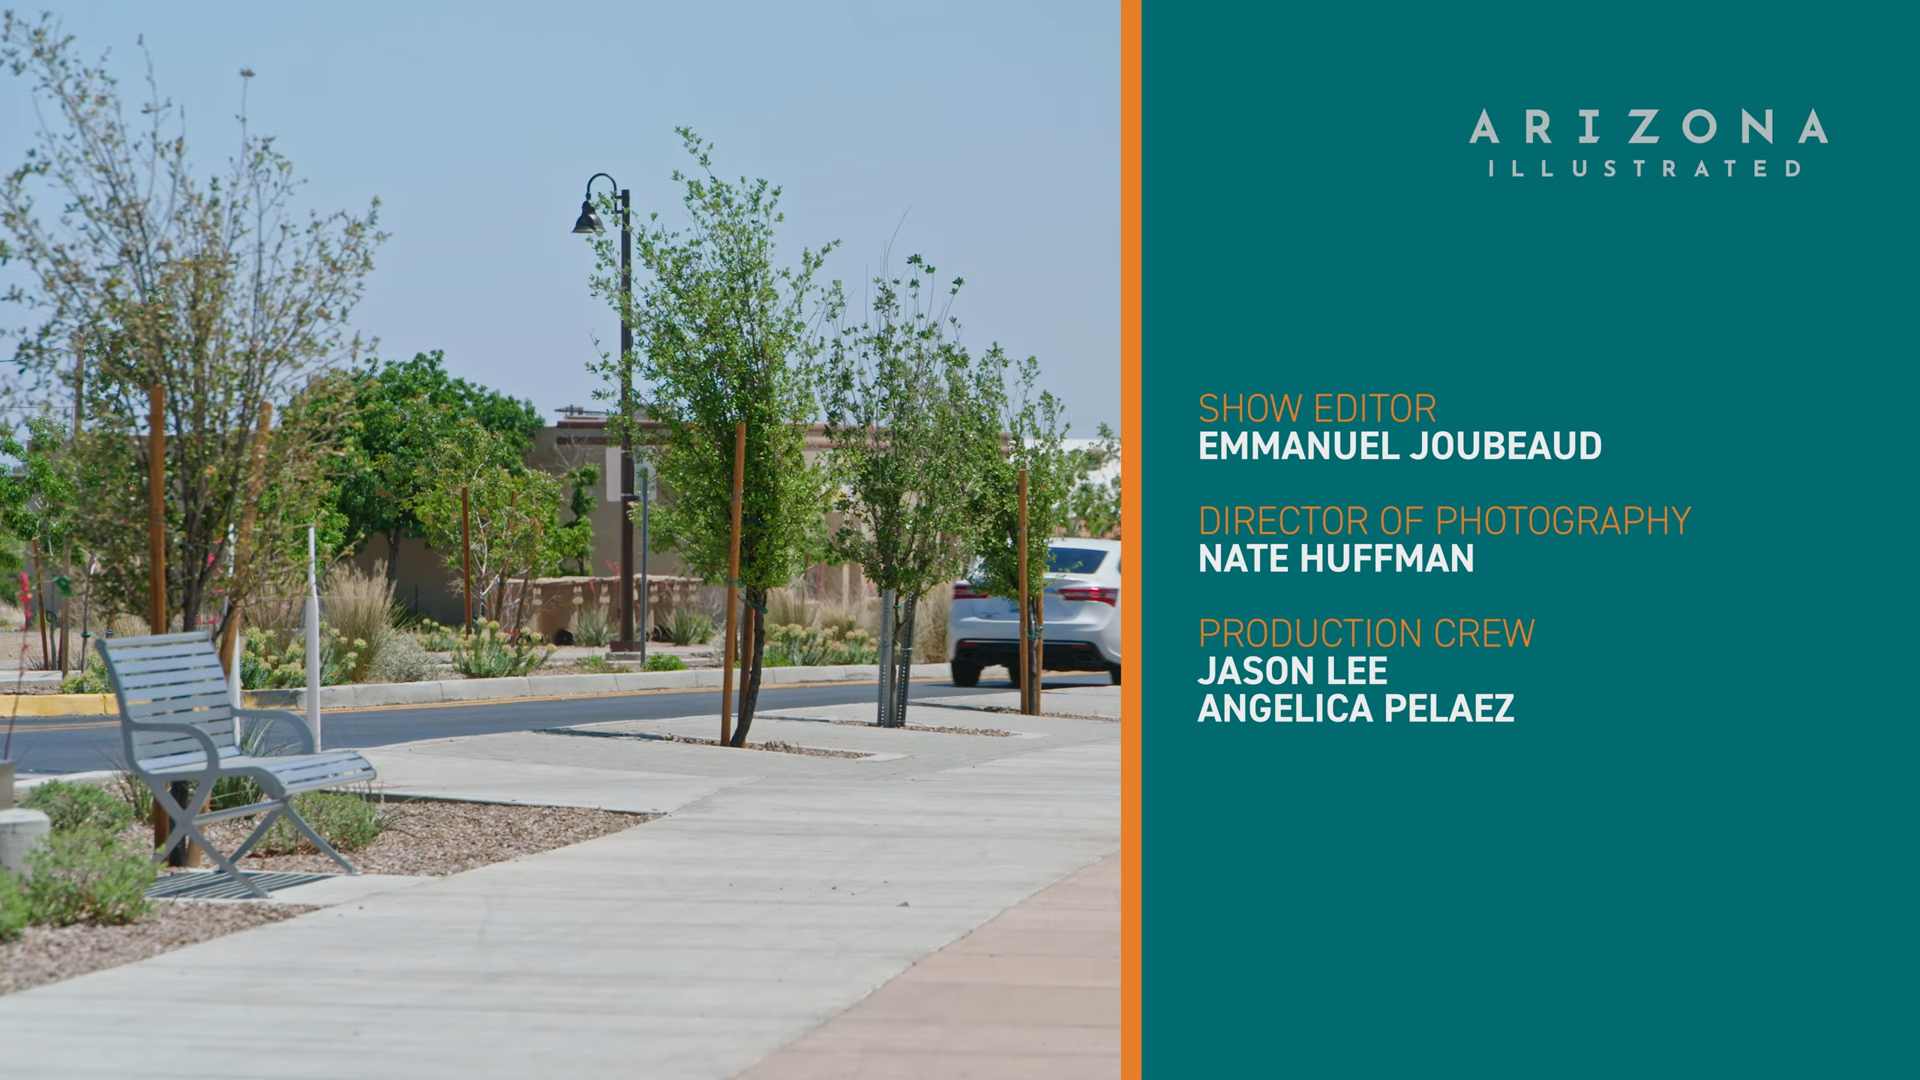 ARIZONA
ILLUSTRATED
SHOW EDITOR
EMMANUEL JOUBEAUD
DIRECTOR OF PHOTOGRAPHY
NATE HUFFMAN
PRODUCTION CREW
JASON LEE
ANGELICA PELAEZ